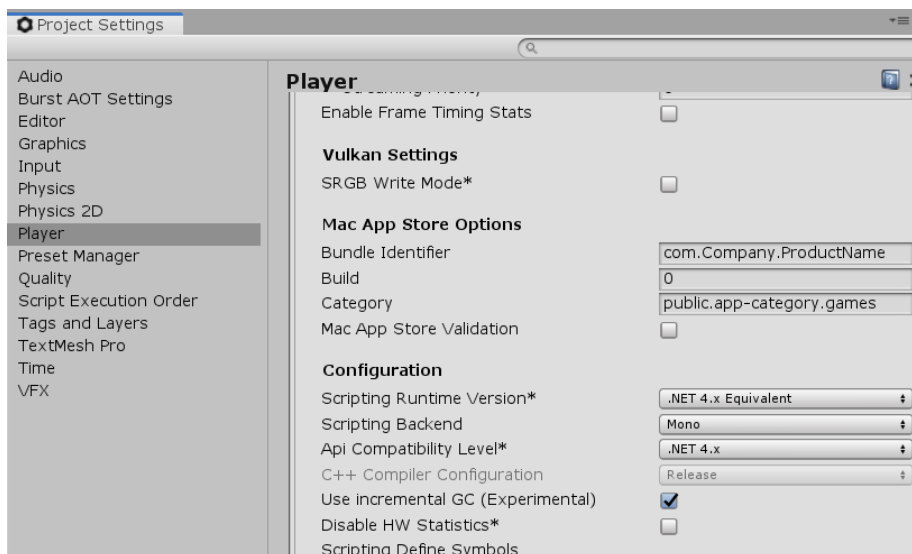 Project Settings
Audio
Burst AOT Settings
Editor
Graphics
Input
Physics
Physics 2D
Player
Preset Manager
Quality
Script Execution Order
Tags and Layers
TextMesh Pro
Time
VFX
Player
Enable Frame Timing Stats
Vulkan Settings
SRGB Write Mode*
Mac App Store Options
Bundle Identifier com.Company.ProductName
Build 0
Category public.app-category.games
Mac App Store Validation
Configuration
Scripting Runtime Version* .NET 4.x Equivalent
Scripting Backend Mono
Api Compatibility Level* .NET 4.x
C++ Compiler Configuration Release
Use incremental GC (Experimental)
Disable HW Statistics*
Scripting Define Symbols